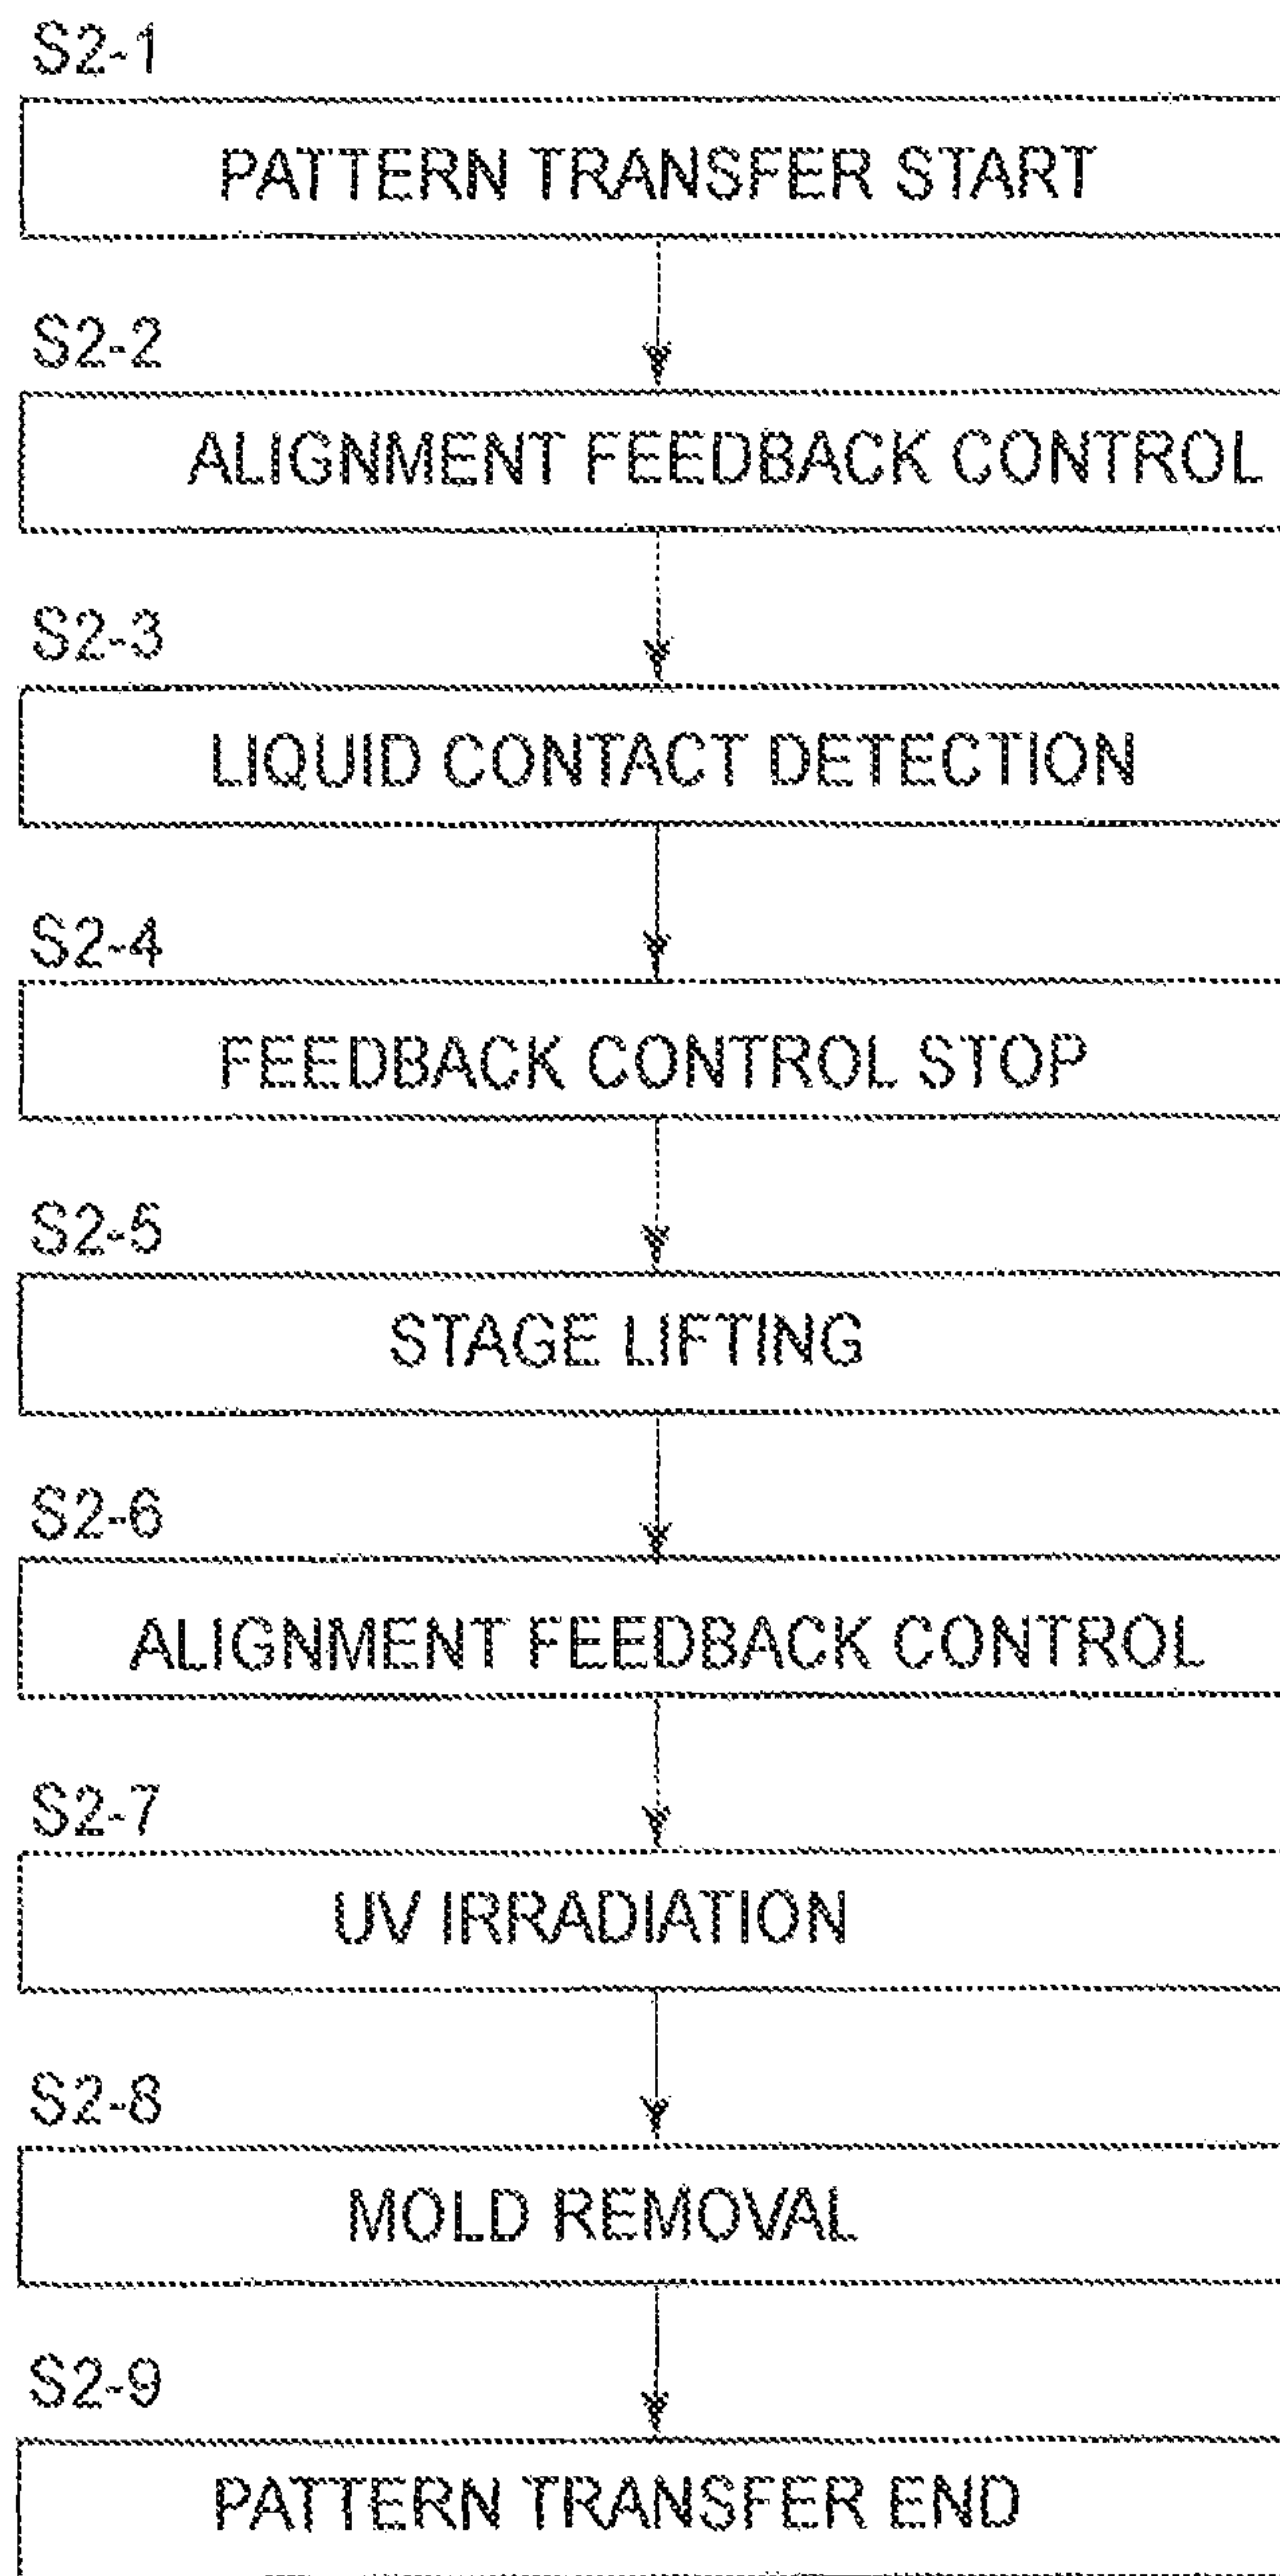 S2-1
PATTERN TRANSFER START
S2-2
ALIGNMENT FEEDBACK CONTROL
S2-3
LIQUID CONTACT DETECTION
S2-4
FEEDBACK CONTROL STOP
S2-5
STAGE LIFTING
S2-6
ALIGNMENT FEEDBACK CONTROL
S2-7
UV IRRADIATION
S2-8
MOLD REMOVAL
S2-9
PATTERN TRANSFER END